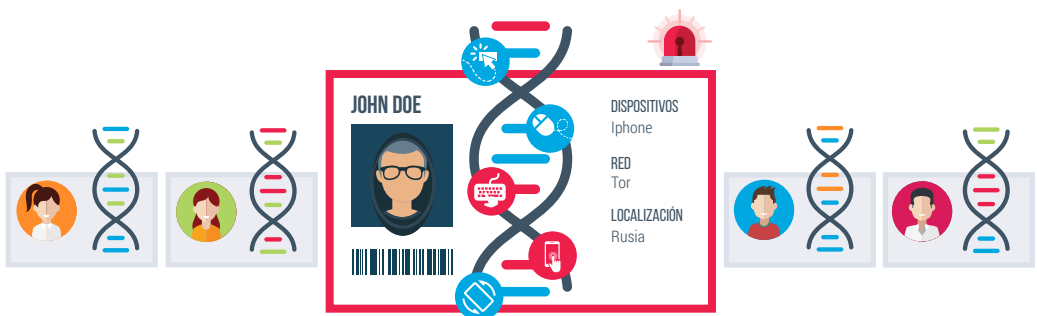 JOHN DOE
DISPOSITIVOS
Iphone
RED
Tor
LOCALIZACIÓN
Rusia